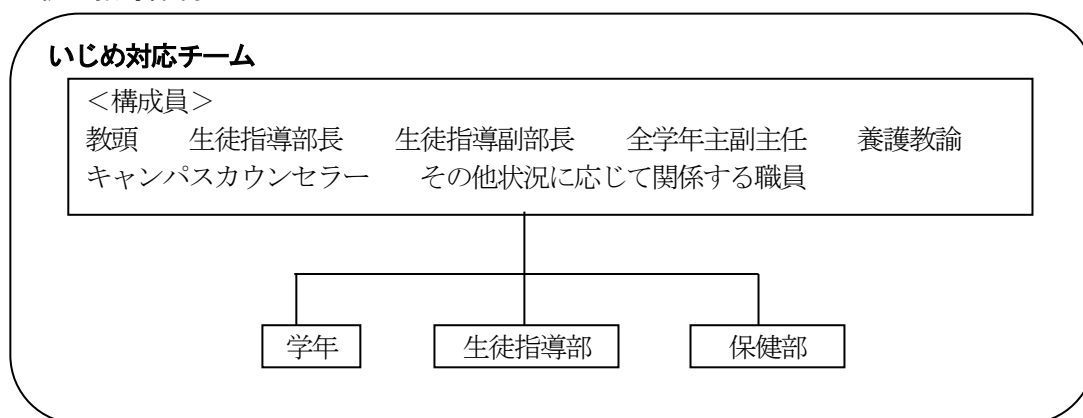 いじめ対応チーム
<構成員>
教頭 生徒指導部長 生徒指導副部長 全学年主副主任 養護教諭
キャンパスカウンセラー その他状況に応じて関係する職員
学年 生徒指導部 保健部